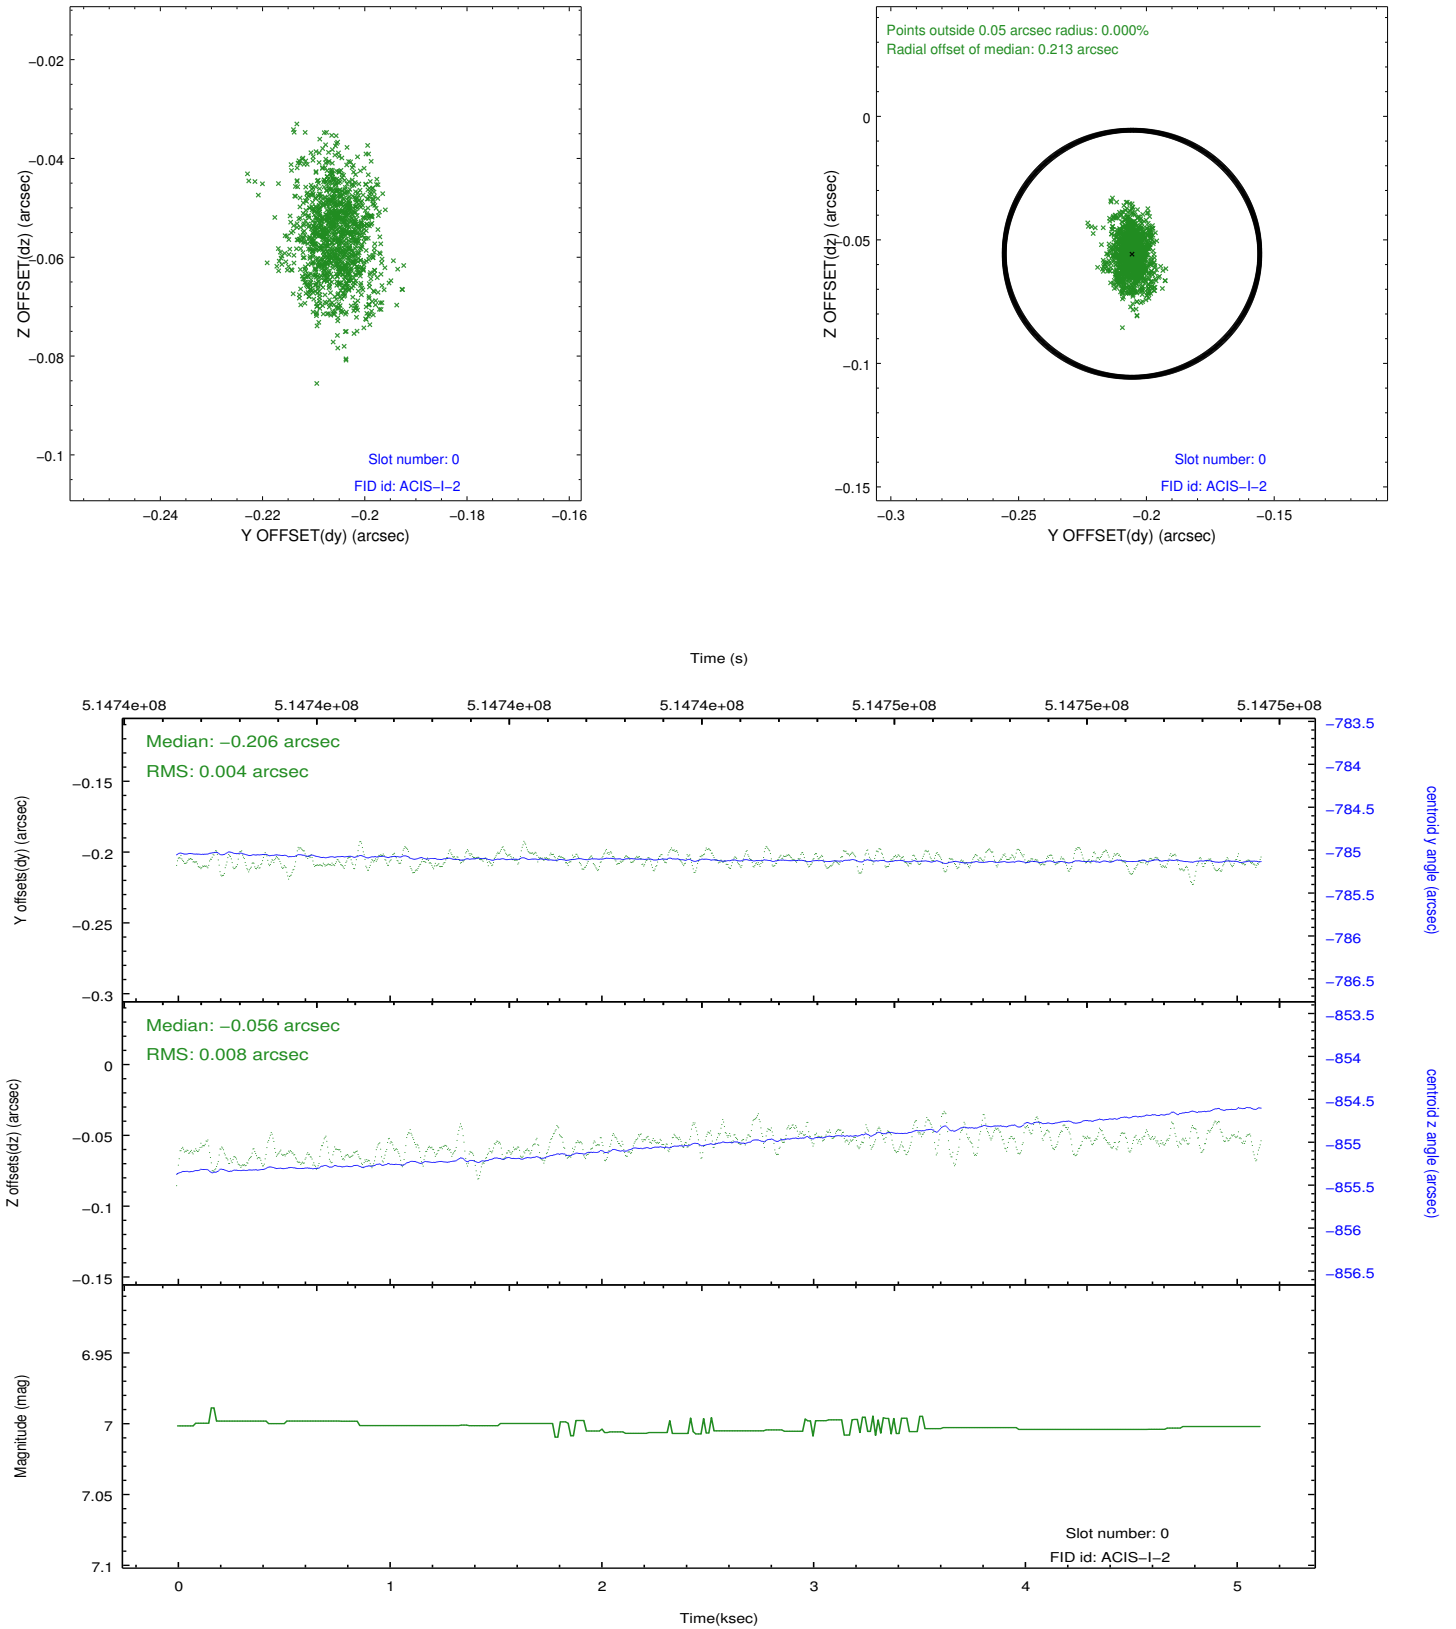 −0.02
−0.04
−0.06
−0.08
−0.1
Z OFFSET(dz) (arcsec)
Slot number: 0
FID id: ACIS−I−2
−0.24
−0.22
−0.2
−0.18
−0.16
Y OFFSET(dy) (arcsec)
Points outside 0.05 arcsec radius: 0.000%
Radial offset of median: 0.213 arcsec
0
−0.05
−0.1
−0.15
Z OFFSET(dz) (arcsec)
Slot number: 0
FID id: ACIS−I−2
−0.3
−0.25
−0.2
−0.15
Y OFFSET(dy) (arcsec)
Time (s)
5.1474e+08
5.1474e+08
5.1474e+08
5.1474e+08
5.1475e+08
5.1475e+08
5.1475e+08
Median: −0.206 arcsec
RMS: 0.004 arcsec
−0.15
−0.2
−0.25
−0.3
Y offsets(dy) (arcsec)
−783.5
−784
−784.5
−785
−785.5
−786
−786.5
centroid y angle (arcsec)
Median: −0.056 arcsec
RMS: 0.008 arcsec
0
−0.05
−0.1
−0.15
Z offsets(dz) (arcsec)
−853.5
−854
−854.5
−855
−855.5
−856
−856.5
centroid z angle (arcsec)
6.95
7
7.05
7.1
Magnitude (mag)
Slot number: 0
FID id: ACIS−I−2
0
1
2
3
4
5
Time(ksec)